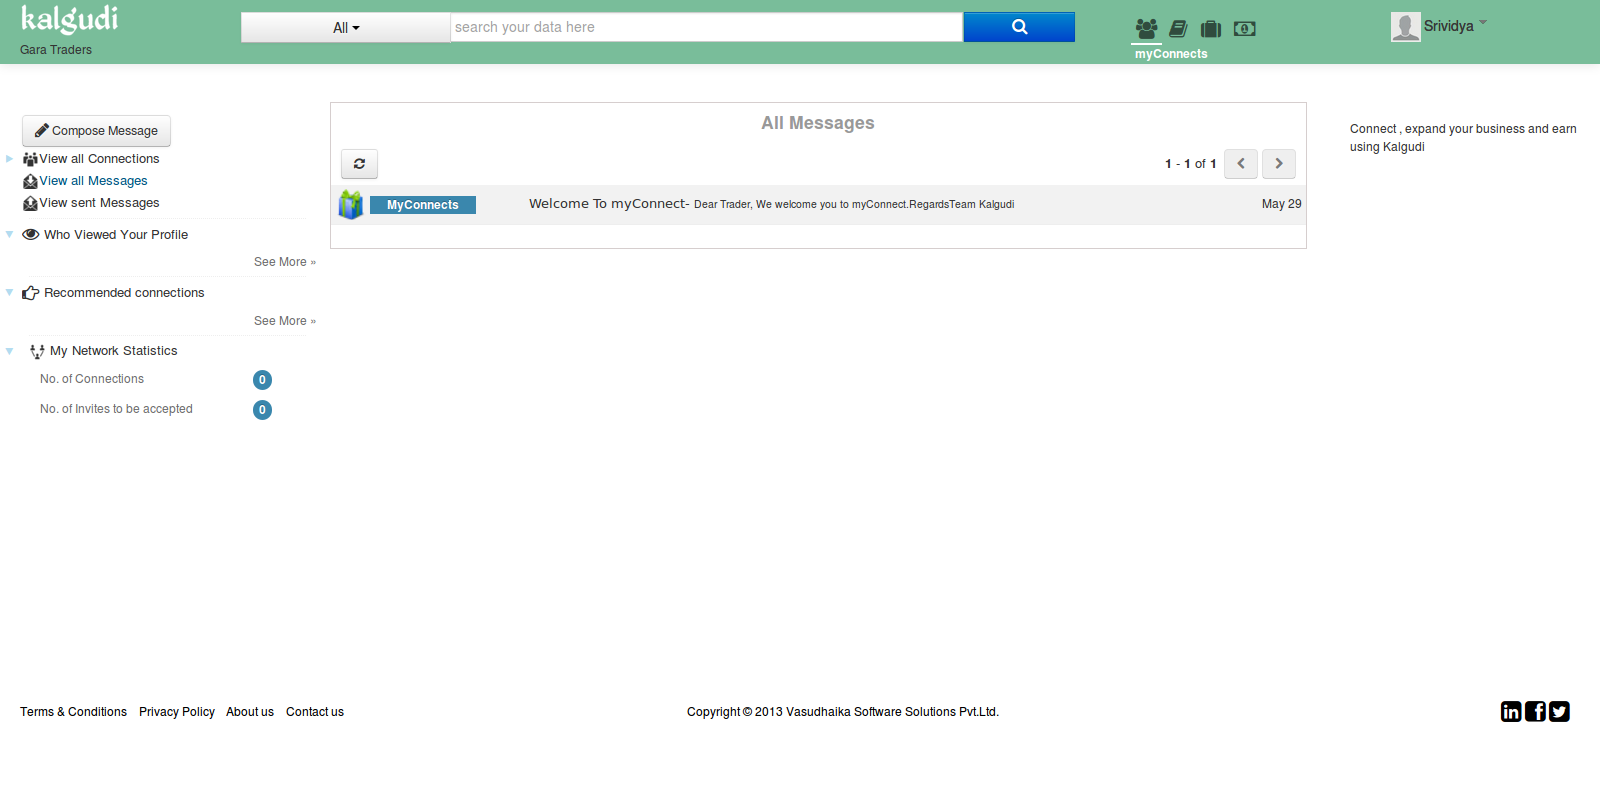 kalgudi
Gara Traders
All
search your data here
myConnects
Srividya
Compose Message
View all Connections
View all Messages
View sent Messages
Who Viewed Your Profile
See More »
Recommended connections
See More »
My Network Statistics
No. of Connections 0
No. of Invites to be accepted 0
All Messages
1 - 1 of 1
MyConnects Welcome To myConnect- Dear Trader, We welcome you to myConnect.RegardsTeam Kalgudi May 29
Connect , expand your business and earn
using Kalgudi
Terms & Conditions Privacy Policy About us Contact us
Copyright © 2013 Vasudhaika Software Solutions Pvt.Ltd.